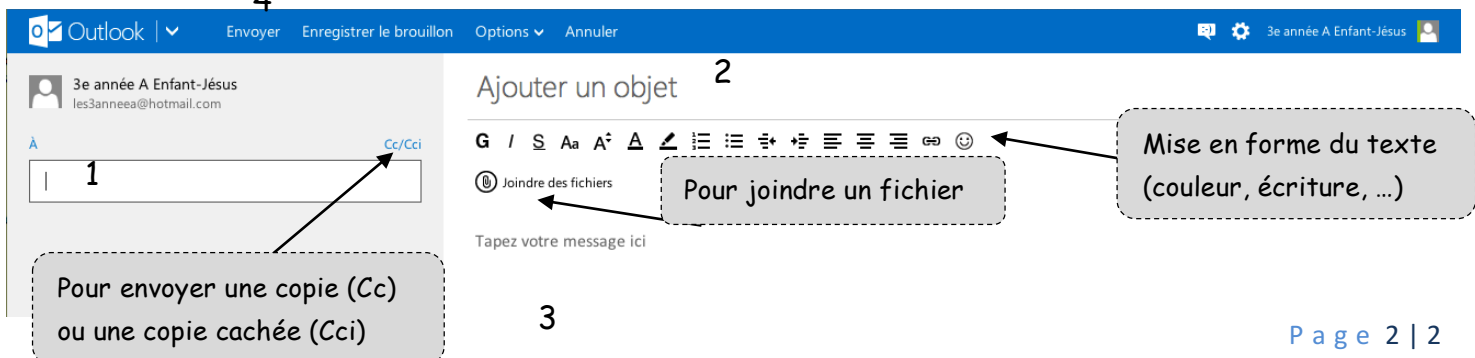 4
Outlook Envoyer Enregistrer le brouillon Options Annuler 3e année A Enfant-Jésus
3e année A Enfant-Jésus
les3anneea@hotmail.com
À Cc/Cci
1
Pour envoyer une copie (Cc)
ou une copie cachée (Cci)
Ajouter un objet 2
G I S Aa A A
Mise en forme du texte
(couleur, écriture, …)
Joindre des fichiers
Pour joindre un fichier
Tapez votre message ici
3
Page 2 | 2